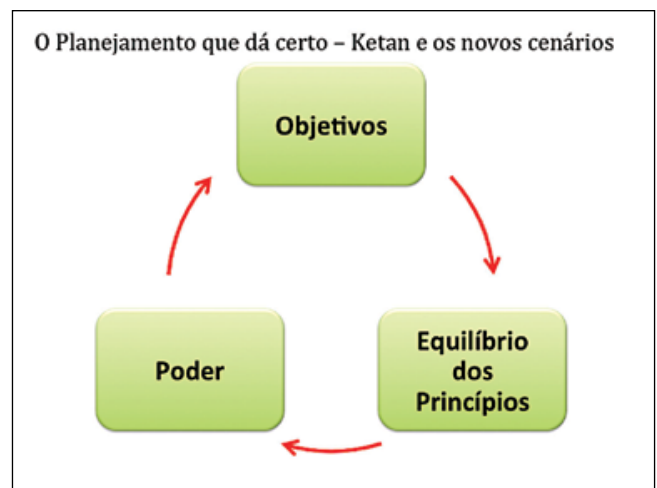 O Planejamento que dá certo – Ketan e os novos cenários
Objetivos
Poder
Equilíbrio
dos
Princípios